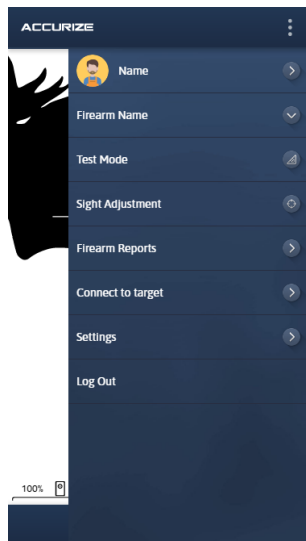 ACCURIZE
Name
Firearm Name
Test Mode
Sight Adjustment
Firearm Reports
Connect to target
Settings
Log Out
100%